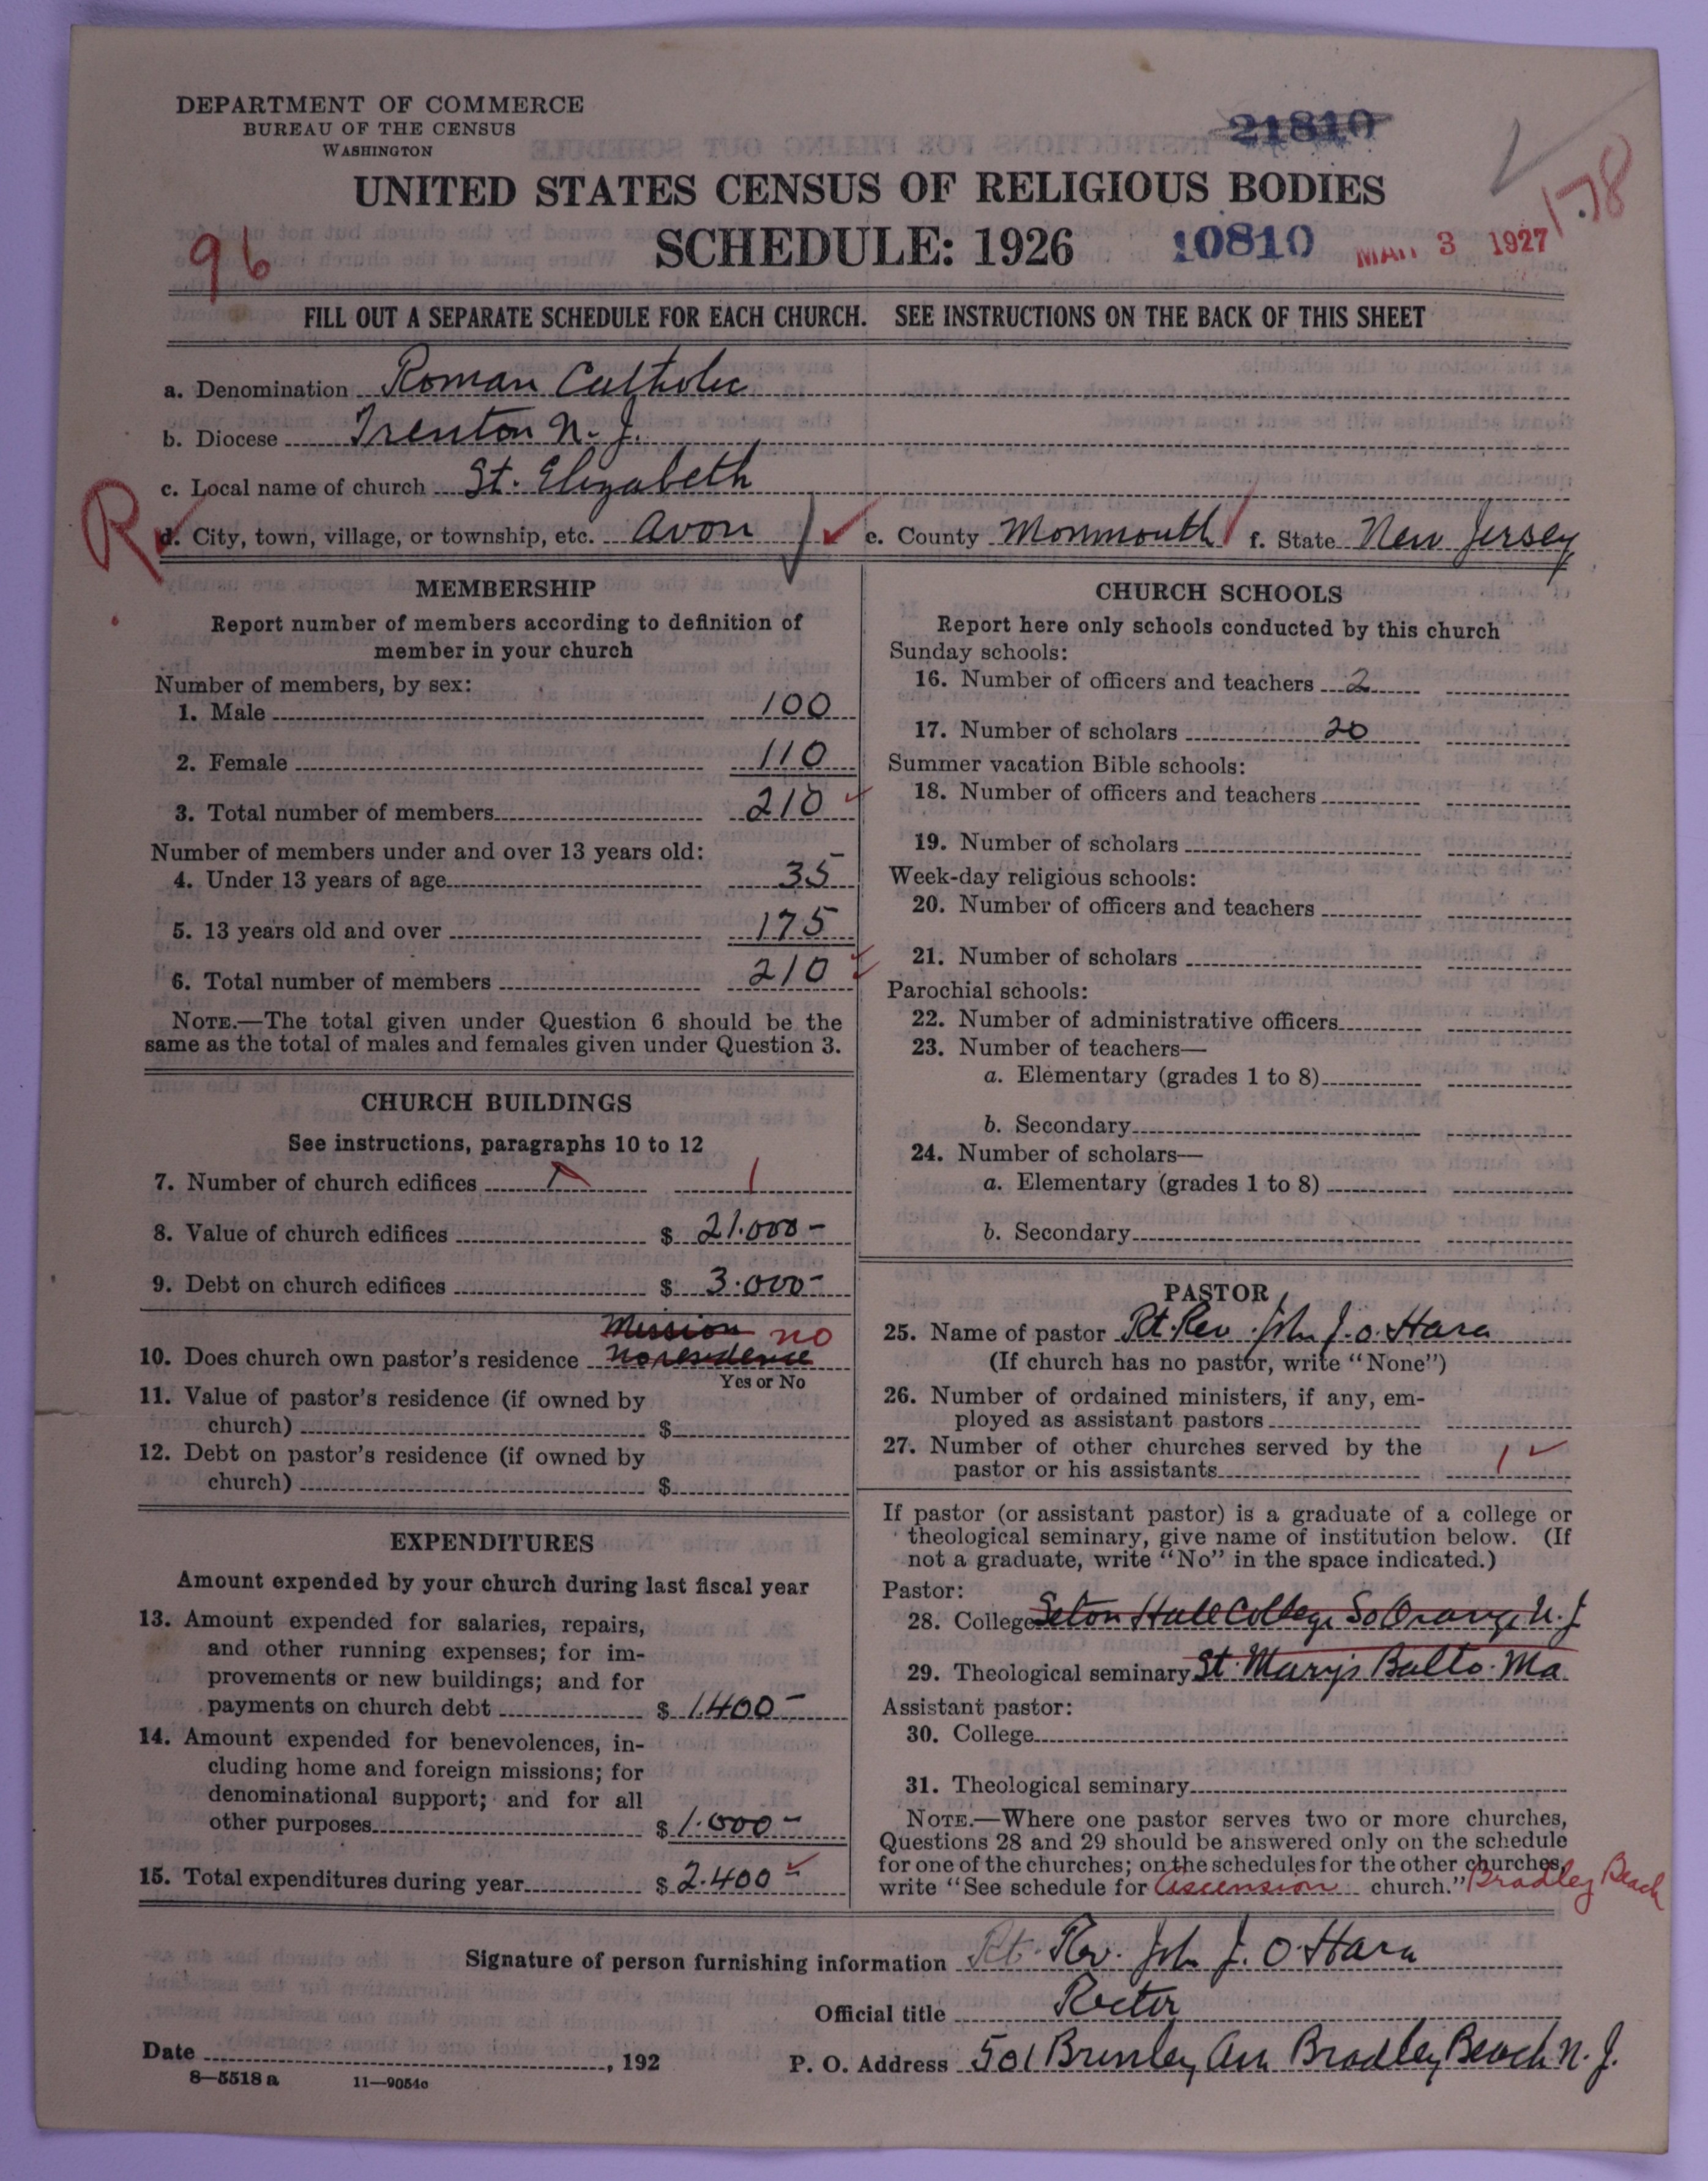 DEPARTMENT OF COMMERCE
BUREAU OF THE CENSUS
WASHINGTON
21810
UNITED STATES CENSUS OF RELIGIOUS BODIES
SCHEDULE: 1926
96
10810
MAR 3 1927
178
FILL OUT A SEPARATE SCHEDULE FOR EACH CHURCH. SEE INSTRUCTIONS ON THE BACK OF THIS SHEET
a. Denomination Roman Catholic
b. Diocese Trenton N. J.
c. Local name of church St. Elizabeth
R
d. City, town, village, or township, etc. Avon e. County Monmouth f. State New Jersey
MEMBERSHIP
Report number of members according to definition of
member in your church
Number of members, by sex:
1. Male 100
2. Female 110
3. Total number of members 210
Number of members under and over 13 years old:
4. Under 13 years of age 35
5. 13 years old and over 175
6. Total number of members 210
NOTE.—The total given under Question 6 should be the
same as the total of males and females given under Question 3.
CHURCH BUILDINGS
See instructions, paragraphs 10 to 12
7. Number of church edifices 1
8. Value of church edifices $ 21.000-
9. Debt on church edifices $ 3.000-
Mission no
10. Does church own pastor's residence no residence
Yes or No
11. Value of pastor's residence (if owned by
church) $
12. Debt on pastor's residence (if owned by
church) $
EXPENDITURES
Amount expended by your church during last fiscal year
13. Amount expended for salaries, repairs,
and other running expenses; for im-
provements or new buildings; and for
payments on church debt $ 1.400-
14. Amount expended for benevolences, in-
cluding home and foreign missions; for
denominational support; and for all
other purposes $ 1.000-
15. Total expenditures during year $ 2.400-
CHURCH SCHOOLS
Report here only schools conducted by this church
Sunday schools:
16. Number of officers and teachers 2
17. Number of scholars 20
Summer vacation Bible schools:
18. Number of officers and teachers
19. Number of scholars
Week-day religious schools:
20. Number of officers and teachers
21. Number of scholars
Parochial schools:
22. Number of administrative officers
23. Number of teachers—
a. Elementary (grades 1 to 8)
b. Secondary
24. Number of scholars—
a. Elementary (grades 1 to 8)
b. Secondary
PASTOR
25. Name of pastor Rt. Rev. John J. O'Hara
(If church has no pastor, write "None")
26. Number of ordained ministers, if any, em-
ployed as assistant pastors
27. Number of other churches served by the
pastor or his assistants 1
If pastor (or assistant pastor) is a graduate of a college or
theological seminary, give name of institution below. (If
not a graduate, write "No" in the space indicated.)
Pastor:
28. College Seton Hall College So Orange N. J
29. Theological seminary St. Mary's Balto. Ma
Assistant pastor:
30. College
31. Theological seminary
NOTE.—Where one pastor serves two or more churches,
Questions 28 and 29 should be answered only on the schedule
for one of the churches; on the schedules for the other churches,
write "See schedule for Ascension church." Bradley Beach
Signature of person furnishing information Rt. Rev. John J. O'Hara
Official title Rector
Date , 192
P. O. Address 501 Brinley Ave Bradley Beach N. J.
8—5518 a 11—9054c